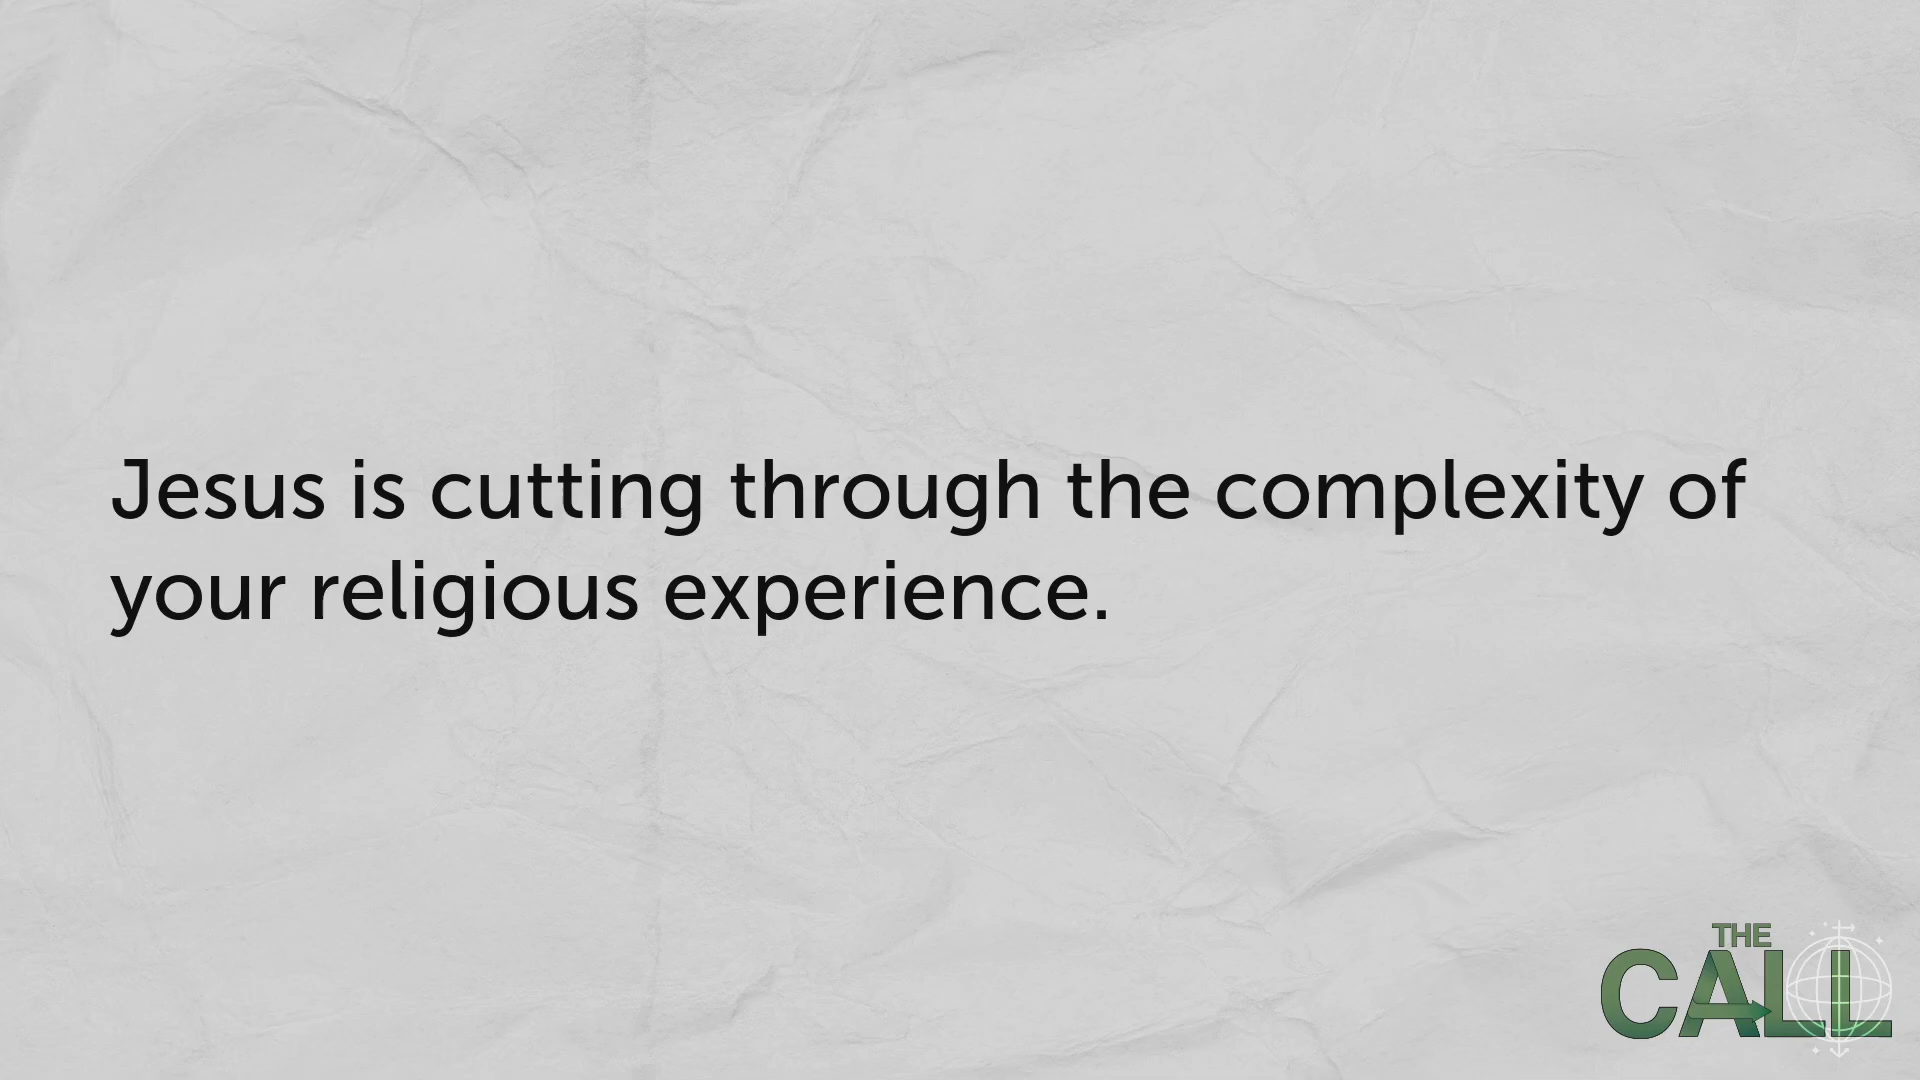 Jesus is cutting through the complexity of
your religious experience.
THE
CALL